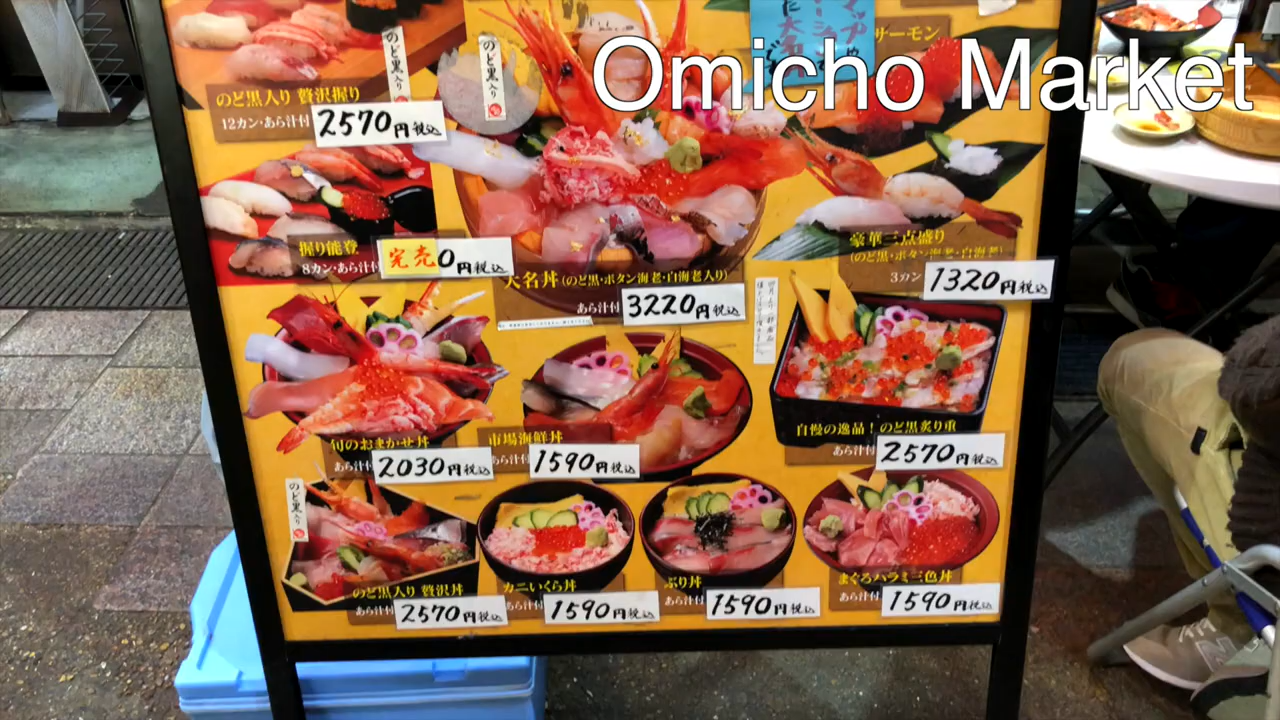 Omicho Market
サーモン
に大名
のど黒入り
のど黒入り
のど黒入り 贅沢握り
12カン・あら汁付
2570円税込
握り能登
8カン・あら汁付
完売
0円税込
大名丼(のど黒・ボタン海老・白海老入り)
あら汁付
3220円税込
豪華三点盛り
(のど黒・ボタン海老・白海老)
3カン
1320円税込
旬のおまかせ丼
あら汁付
2030円税込
市場海鮮丼
あら汁付
1590円税込
自慢の逸品!のど黒炙り重
あら汁付
2570円税込
のど黒入り
のど黒入り 贅沢丼
あら汁付
2570円税込
カニいくら丼
あら汁付
1590円税込
ぶり丼
あら汁付
1590円税込
まぐろハラミ三色丼
あら汁付
1590円税込